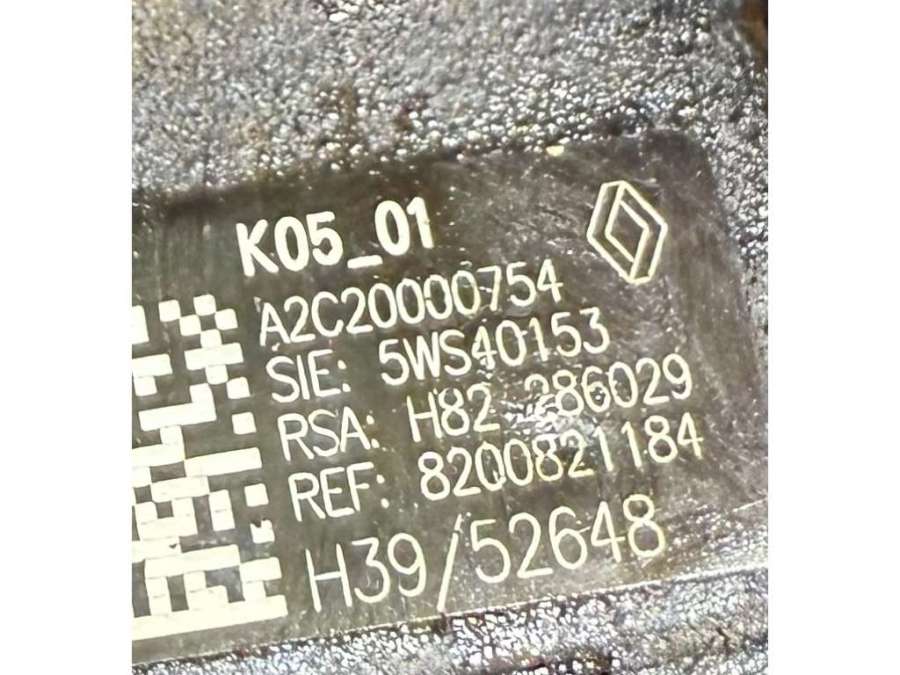 K05_01
A2C20000754
SIE: 5WS40153
RSA: H82 286029
REF: 8200821184
H39/52648